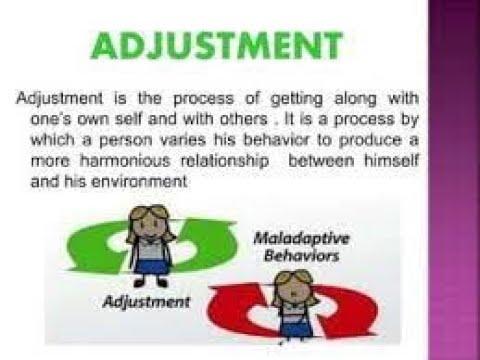 ADJUSTMENT
Adjustment is the process of getting along with
one's own self and with others . It is a process by
which a person varies his behavior to produce a
more harmonious relationship between himself
and his environment
Maladaptive
Behaviors
Adjustment